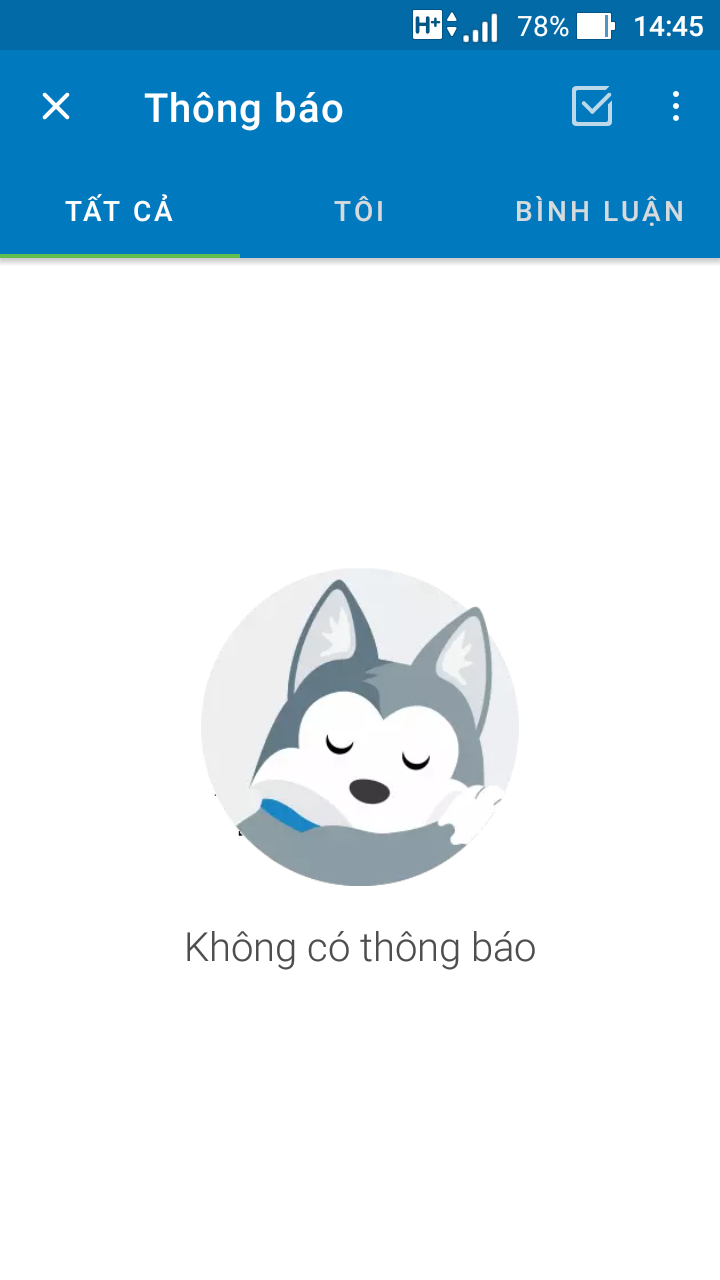 H+ 78% 14:45
Thông báo
TẤT CẢ TÔI BÌNH LUẬN
Không có thông báo